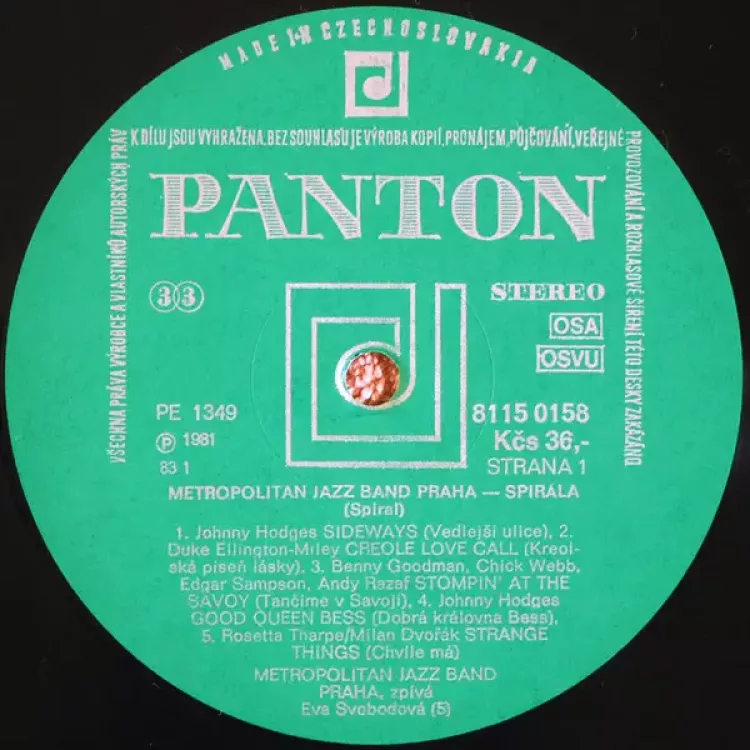 MADE IN CZECHOSLOVAKIA
VŠECHNA PRÁVA VÝROBCE A VLASTNÍKŮ AUTORSKÝCH PRÁV
K DÍLU JSOU VYHRAŽENA. BEZ SOUHLASU JE VÝROBA KOPIÍ, PRONÁJEM, PŮJČOVÁNÍ, VEŘEJNÉ
PROVOZOVÁNÍ A ROZHLASOVÉ ŠÍŘENÍ TÉTO DESKY ZAKÁZÁNO
PANTON
33
STEREO
OSA
OSVU
PE 1349
8115 0158
Ⓟ 1981
Kčs 36,-
83 1
STRANA 1
METROPOLITAN JAZZ BAND PRAHA — SPIRÁLA
(Spiral)
1. Johnny Hodges SIDEWAYS (Vedlejší ulice), 2.
Duke Ellington-Miley CREOLE LOVE CALL (Kreol-
ská píseň lásky), 3. Benny Goodman, Chick Webb,
Edgar Sampson, Andy Razaf STOMPIN' AT THE
SAVOY (Tančíme v Savoji), 4. Johnny Hodges
GOOD QUEEN BESS (Dobrá královna Bess),
5. Rosetta Tharpe/Milan Dvořák STRANGE
THINGS (Chvíle má)
METROPOLITAN JAZZ BAND
PRAHA, zpívá
Eva Svobodová (5)